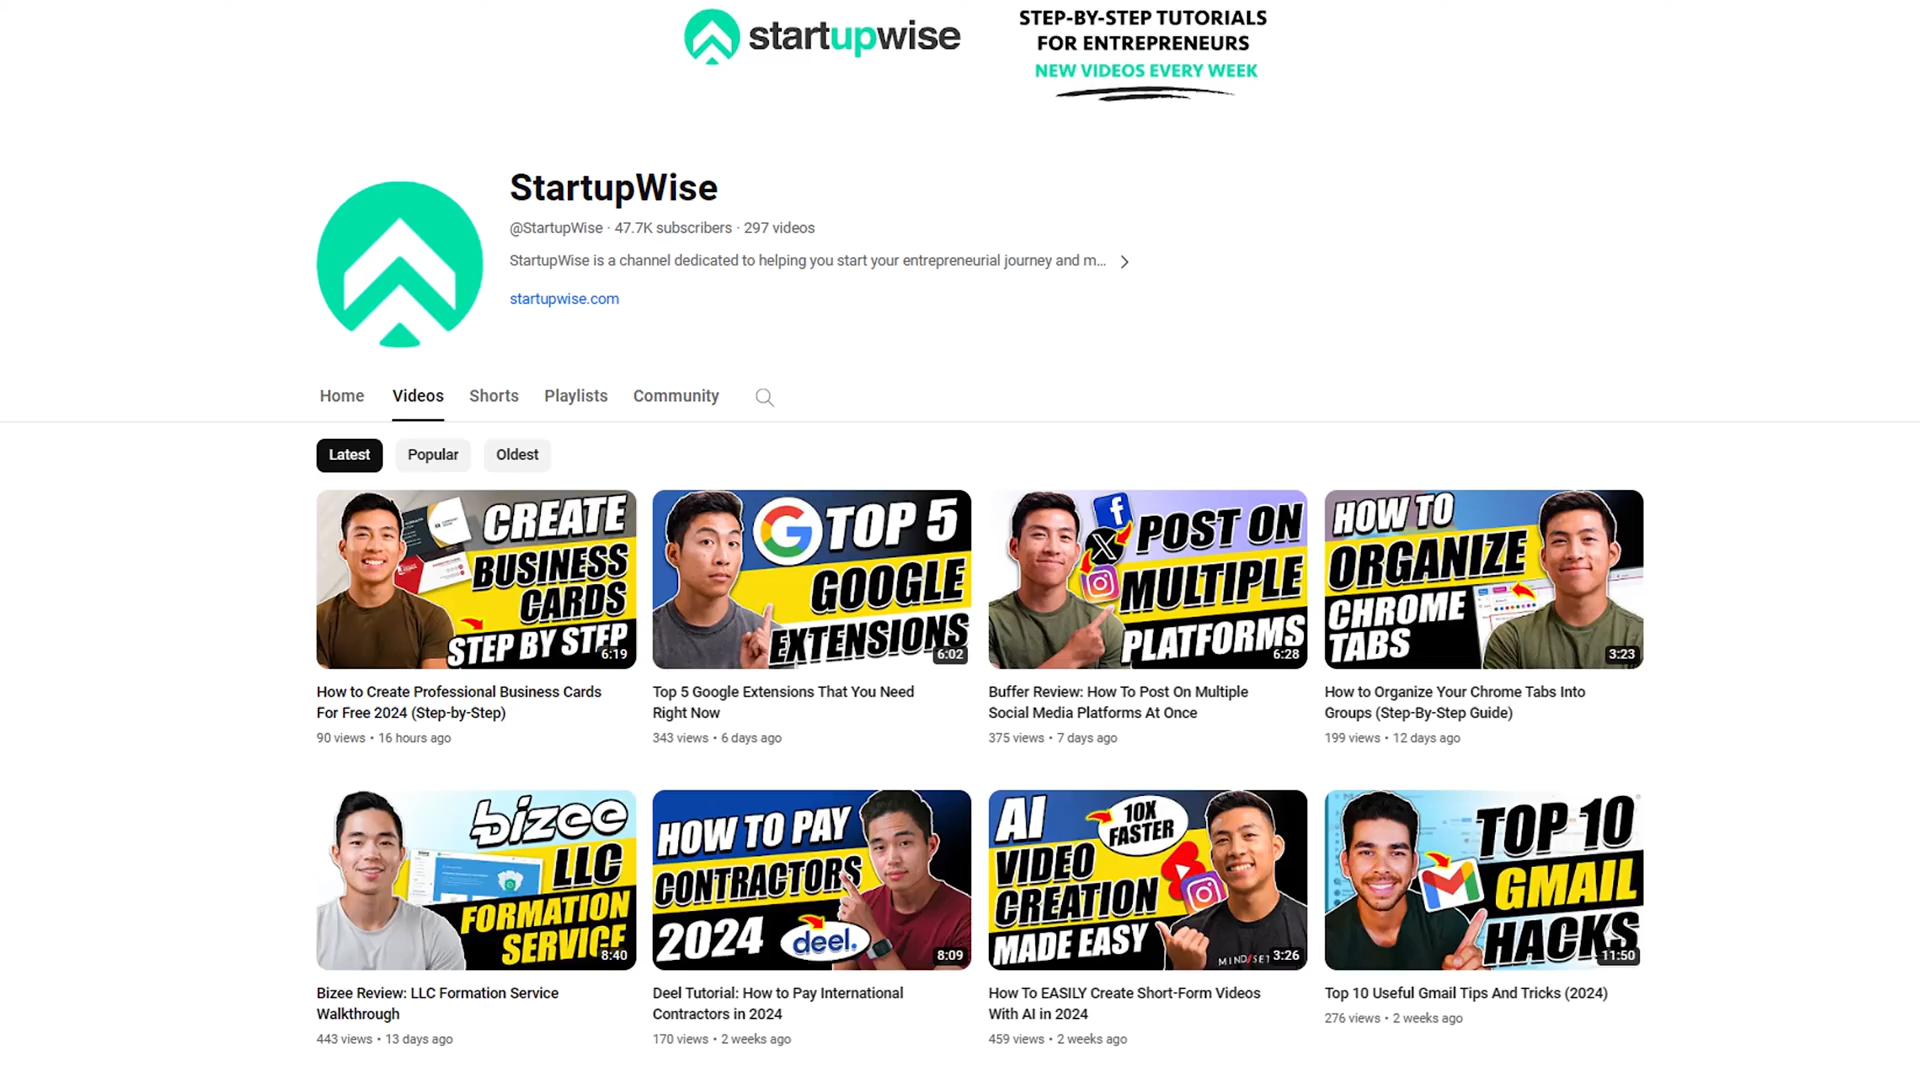 startupwise
STEP-BY-STEP TUTORIALS
FOR ENTREPRENEURS
NEW VIDEOS EVERY WEEK
StartupWise
@StartupWise · 47.7K subscribers · 297 videos
StartupWise is a channel dedicated to helping you start your entrepreneurial journey and m...
startupwise.com
Home Videos Shorts Playlists Community
Latest Popular Oldest
CREATE
BUSINESS
CARDS
STEP BY STEP
6:19
TOP 5
GOOGLE
EXTENSIONS
6:02
POST ON
MULTIPLE
PLATFORMS
6:28
HOW TO
ORGANIZE
CHROME
TABS
3:23
How to Create Professional Business Cards
For Free 2024 (Step-by-Step)
90 views • 16 hours ago
Top 5 Google Extensions That You Need
Right Now
343 views • 6 days ago
Buffer Review: How To Post On Multiple
Social Media Platforms At Once
375 views • 7 days ago
How to Organize Your Chrome Tabs Into
Groups (Step-By-Step Guide)
199 views • 12 days ago
bizee
LLC
FORMATION
SERVICE
8:40
HOW TO PAY
CONTRACTORS
2024
deel.
8:09
AI
10X
FASTER
VIDEO
CREATION
MADE EASY
MINDSET
3:26
TOP 10
GMAIL
HACKS
11:50
Bizee Review: LLC Formation Service
Walkthrough
443 views • 13 days ago
Deel Tutorial: How to Pay International
Contractors in 2024
170 views • 2 weeks ago
How To EASILY Create Short-Form Videos
With AI in 2024
459 views • 2 weeks ago
Top 10 Useful Gmail Tips And Tricks (2024)
276 views • 2 weeks ago